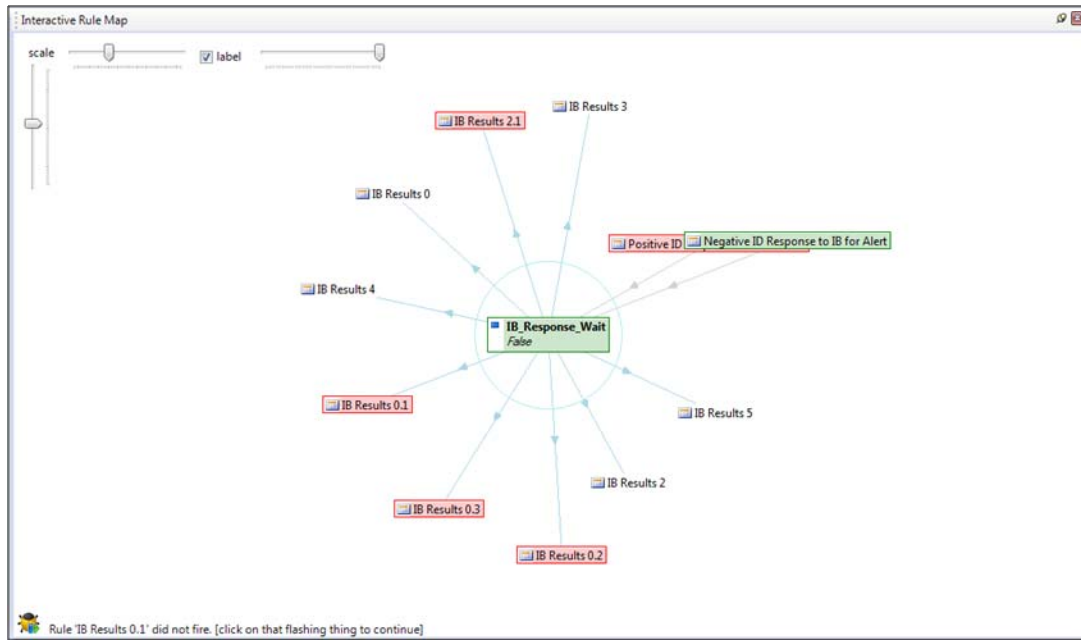 Interactive Rule Map
scale
label
IB Results 3
IB Results 2.1
IB Results 0
Positive ID
Negative ID Response to IB for Alert
IB Results 4
IB_Response_Wait
False
IB Results 0.1
IB Results 5
IB Results 2
IB Results 0.3
IB Results 0.2
Rule 'IB Results 0.1' did not fire. [click on that flashing thing to continue]